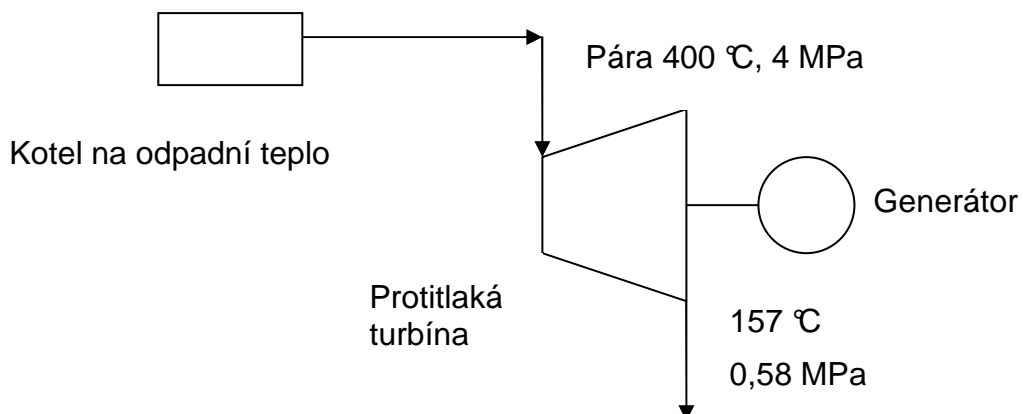 Pára 400 °C, 4 MPa
Kotel na odpadní teplo
Generátor
Protitlaká
turbína
157 °C
0,58 MPa